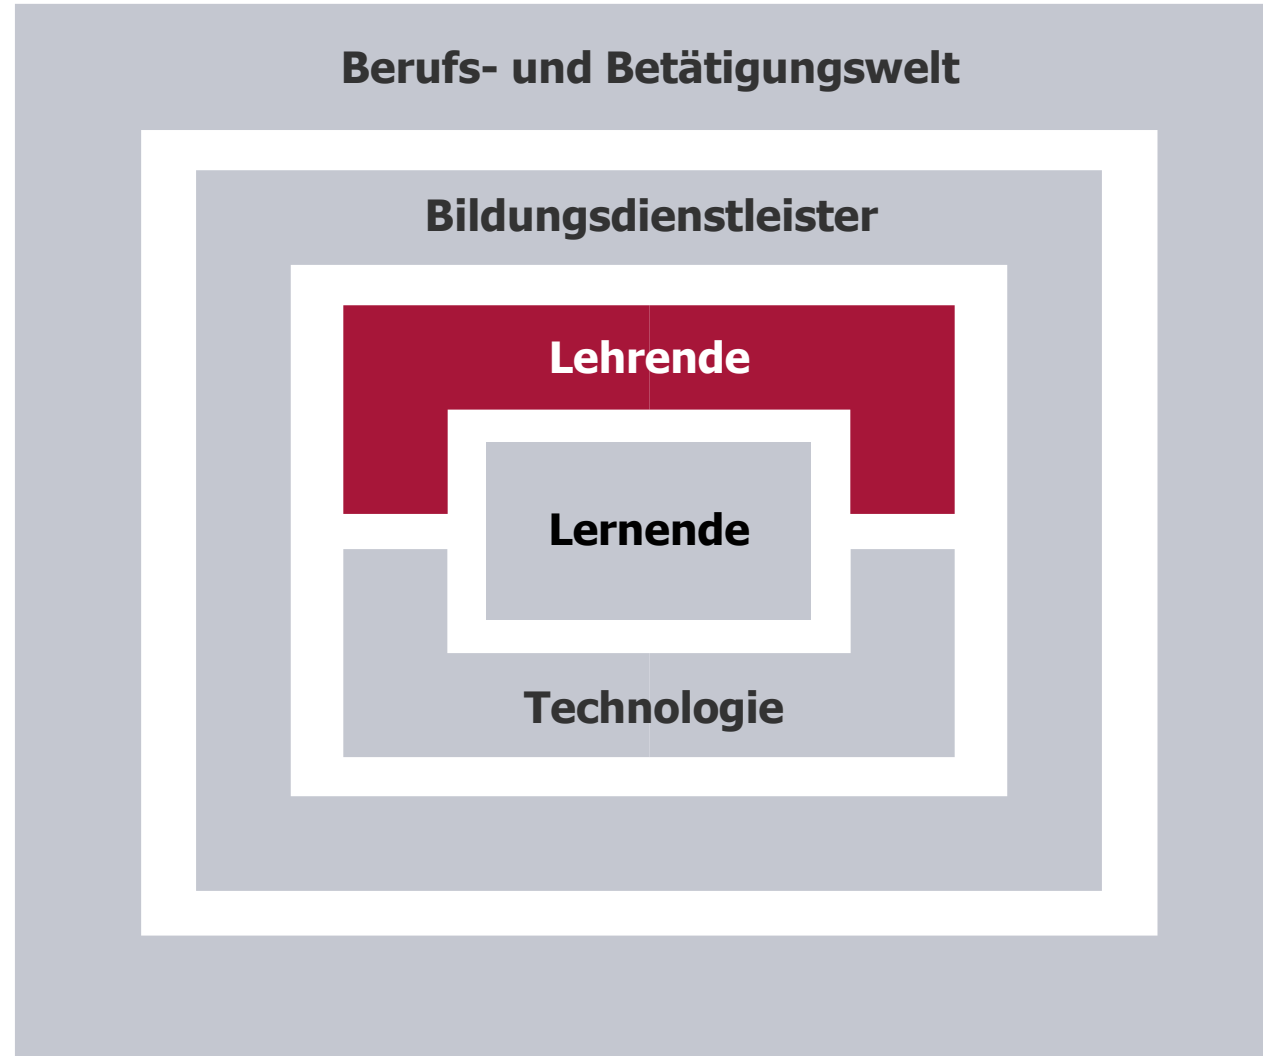 Berufs- und Betätigungswelt
Bildungsdienstleister
Lehrende
Lernende
Technologie